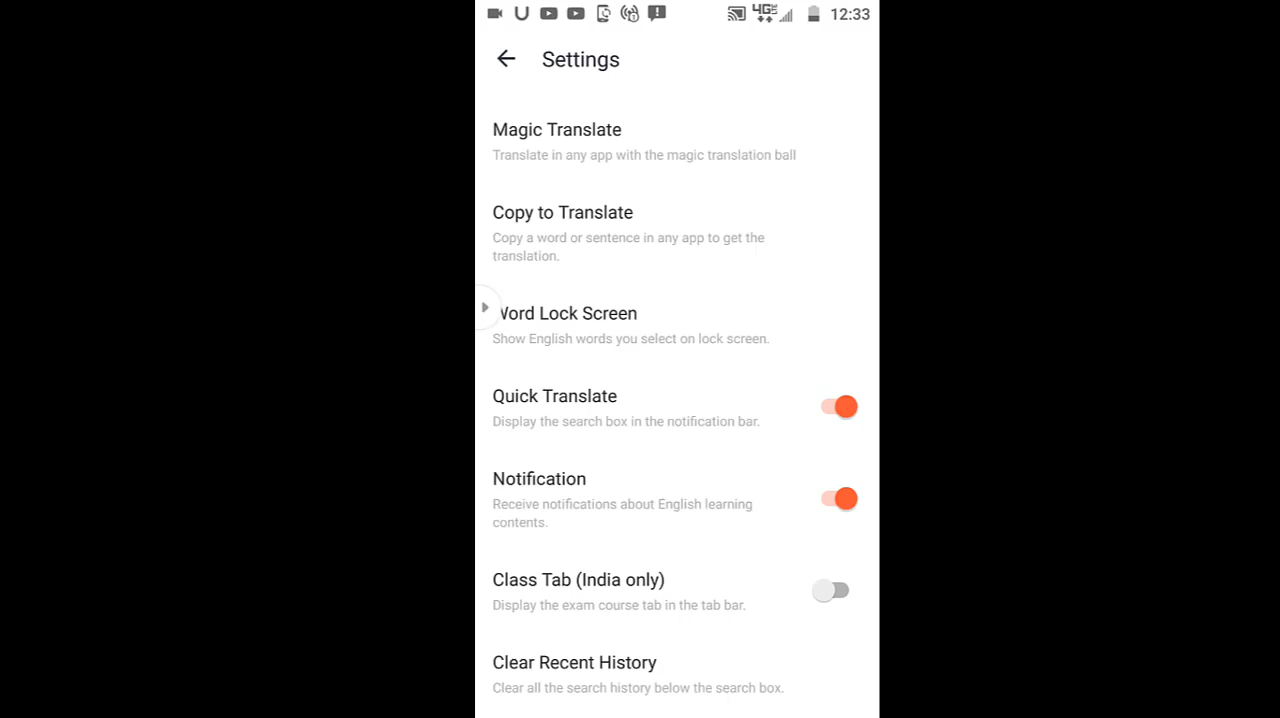 4G 12:33
Settings
Magic Translate
Translate in any app with the magic translation ball
Copy to Translate
Copy a word or sentence in any app to get the
translation.
Word Lock Screen
Show English words you select on lock screen.
Quick Translate
Display the search box in the notification bar.
Notification
Receive notifications about English learning
contents.
Class Tab (India only)
Display the exam course tab in the tab bar.
Clear Recent History
Clear all the search history below the search box.